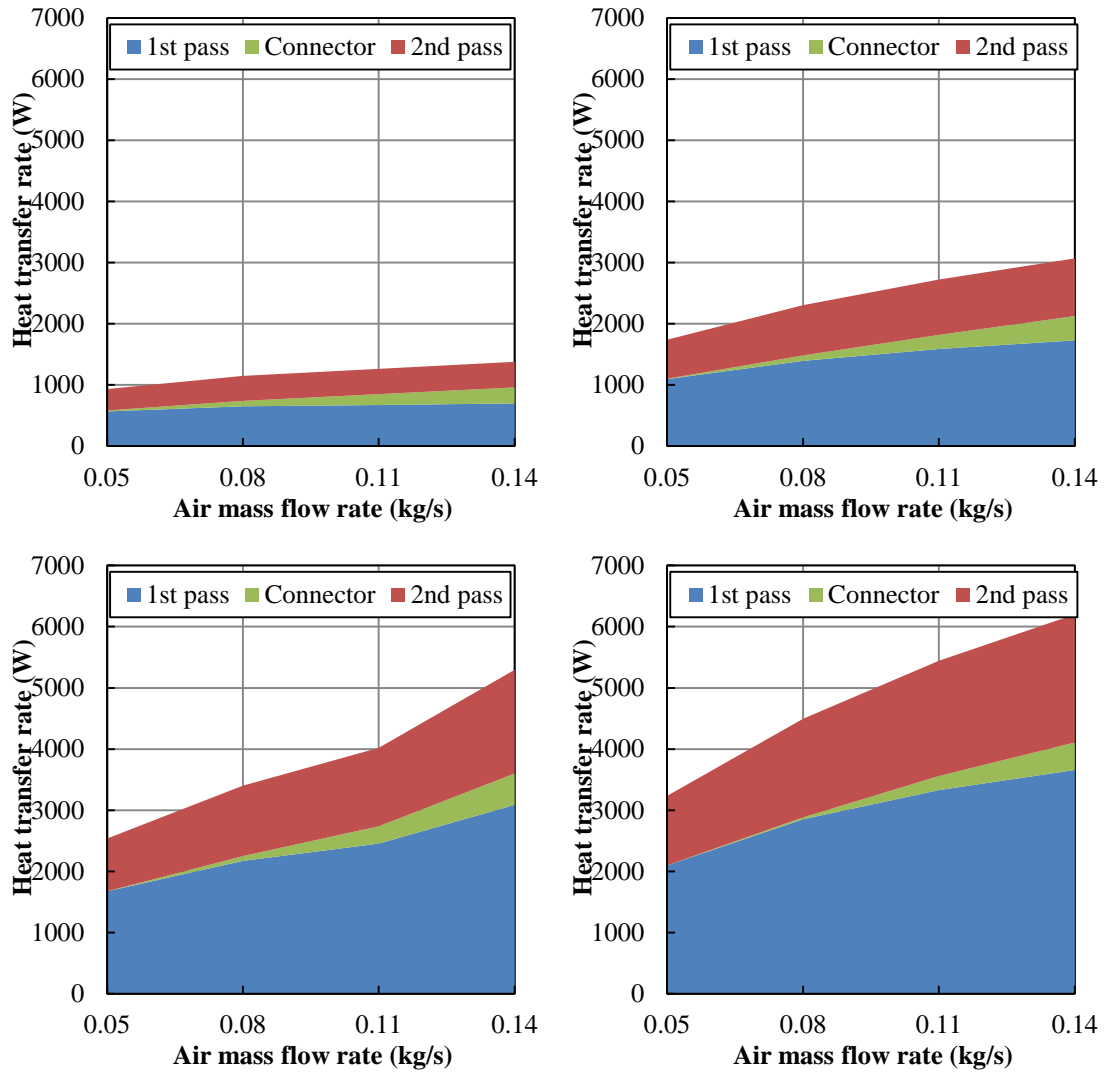 Heat transfer rate (W)
7000
6000
5000
4000
3000
2000
1000
0
1st pass Connector 2nd pass
0.05 0.08 0.11 0.14
Air mass flow rate (kg/s)
Heat transfer rate (W)
7000
6000
5000
4000
3000
2000
1000
0
1st pass Connector 2nd pass
0.05 0.08 0.11 0.14
Air mass flow rate (kg/s)
Heat transfer rate (W)
7000
6000
5000
4000
3000
2000
1000
0
1st pass Connector 2nd pass
0.05 0.08 0.11 0.14
Air mass flow rate (kg/s)
Heat transfer rate (W)
7000
6000
5000
4000
3000
2000
1000
0
1st pass Connector 2nd pass
0.05 0.08 0.11 0.14
Air mass flow rate (kg/s)